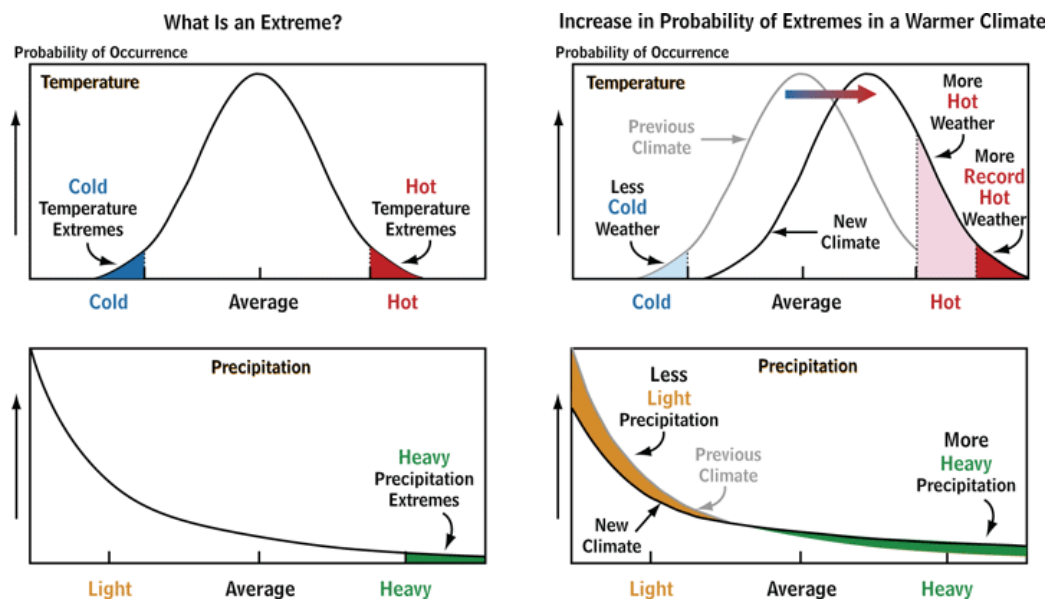 What Is an Extreme?
Probability of Occurrence
Temperature
Cold
Temperature
Extremes
Hot
Temperature
Extremes
Cold
Average
Hot
Precipitation
Heavy
Precipitation
Extremes
Light
Average
Heavy
Increase in Probability of Extremes in a Warmer Climate
Probability of Occurrence
Temperature
Previous
Climate
Less
Cold
Weather
New
Climate
More
Hot
Weather
More
Record
Hot
Weather
Cold
Average
Hot
Precipitation
Less
Light
Precipitation
Previous
Climate
New
Climate
More
Heavy
Precipitation
Light
Average
Heavy